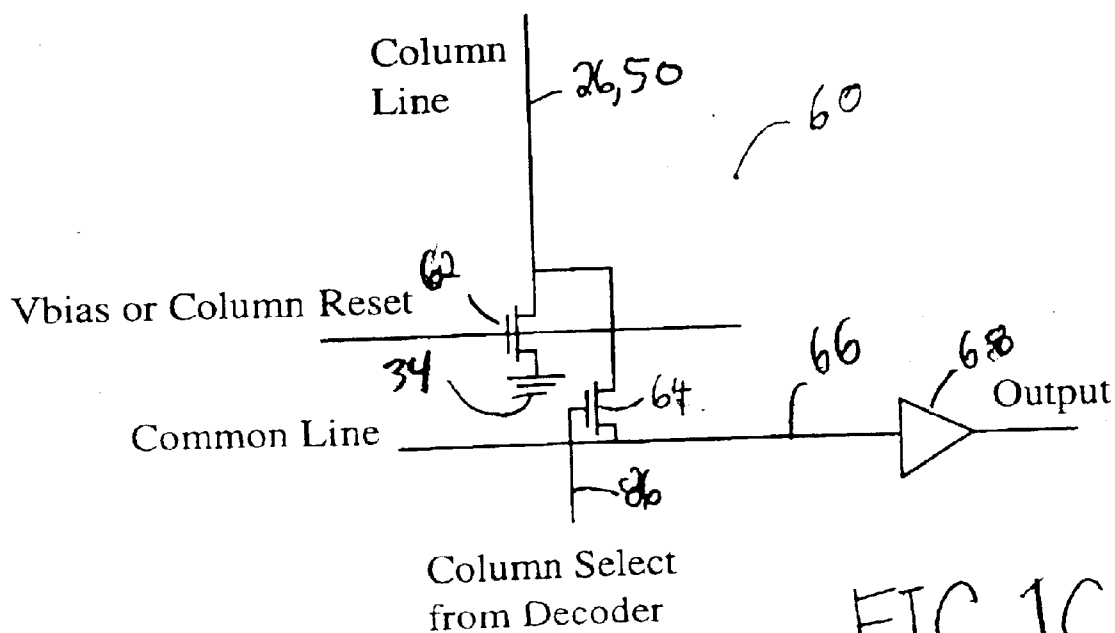 Column
Line
26,50
60
62
Vbias or Column Reset
34
64
66
68
Output
Common Line
Column Select
from Decoder
FIG 1C